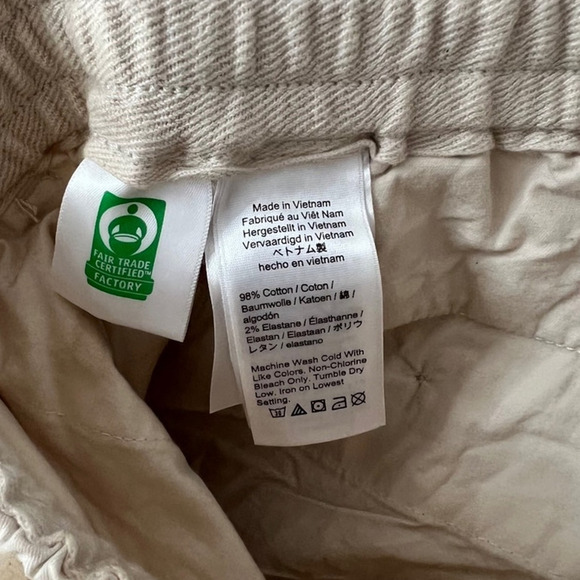 FAIR TRADE
CERTIFIED™
FACTORY
Made in Vietnam
Fabriqué au Viêt Nam
Hergestellt in Vietnam
Vervaardigd in Vietnam
ベトナム製
hecho en vietnam
98% Cotton / Coton /
Baumwolle / Katoen / 綿 /
algodón
2% Elastane / Élasthanne /
Elastan / Elastaan / ポリウ
レタン / elastano
Machine Wash Cold With
Like Colors. Non-Chlorine
Bleach Only. Tumble Dry
Low. Iron on Lowest
Setting.